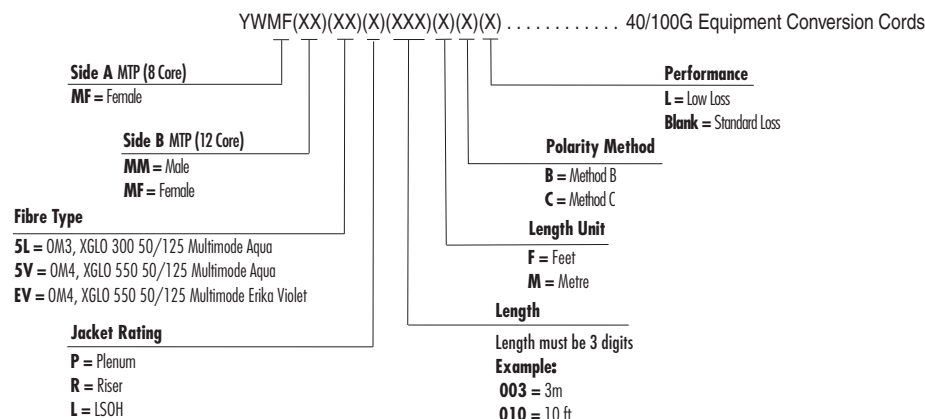 YWMF(XX)(XX)(X)(XXX)(X)(X)(X) . . . . . . . . . . . . 40/100G Equipment Conversion Cords
Side A MTP (8 Core)
MF = Female
Side B MTP (12 Core)
MM = Male
MF = Female
Fibre Type
5L = OM3, XGLO 300 50/125 Multimode Aqua
5V = OM4, XGLO 550 50/125 Multimode Aqua
EV = OM4, XGLO 550 50/125 Multimode Erika Violet
Jacket Rating
P = Plenum
R = Riser
L = LSOH
Performance
L = Low Loss
Blank = Standard Loss
Polarity Method
B = Method B
C = Method C
Length Unit
F = Feet
M = Metre
Length
Length must be 3 digits
Example:
003 = 3m
010 = 10 ft